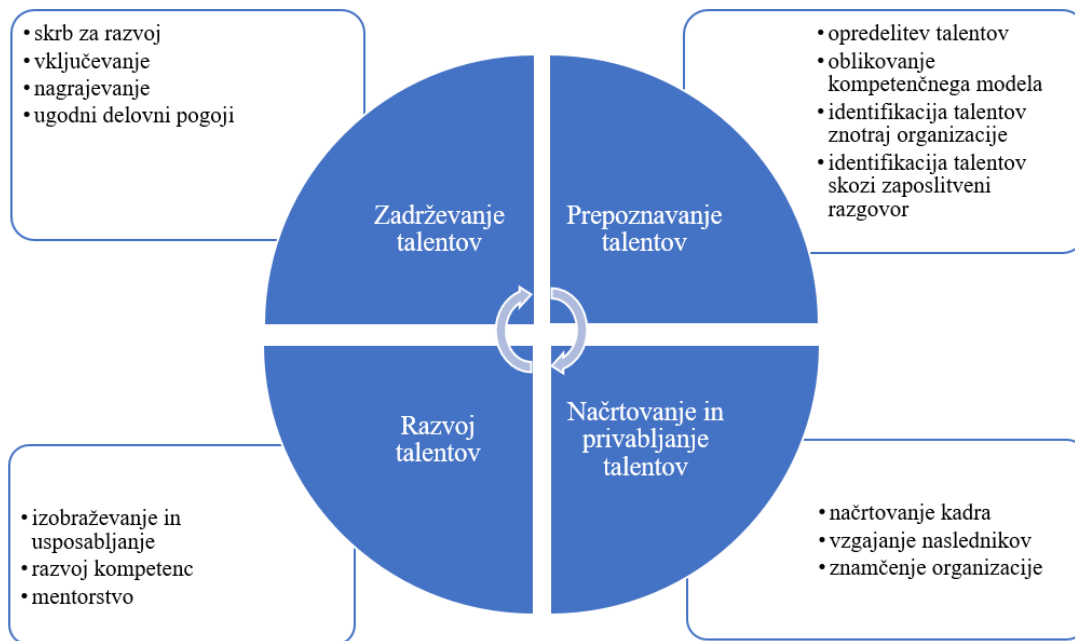 • skrb za razvoj
• vključevanje
• nagrajevanje
• ugodni delovni pogoji
• opredelitev talentov
• oblikovanje
kompetenčnega modela
• identifikacija talentov
znotraj organizacije
• identifikacija talentov
skozi zaposlitveni
razgovor
Zadrževanje
talentov
Prepoznavanje
talentov
Razvoj
talentov
Načrtovanje in
privabljanje
talentov
• izobraževanje in
usposabljanje
• razvoj kompetenc
• mentorstvo
• načrtovanje kadra
• vzgajanje naslednikov
• znamčenje organizacije